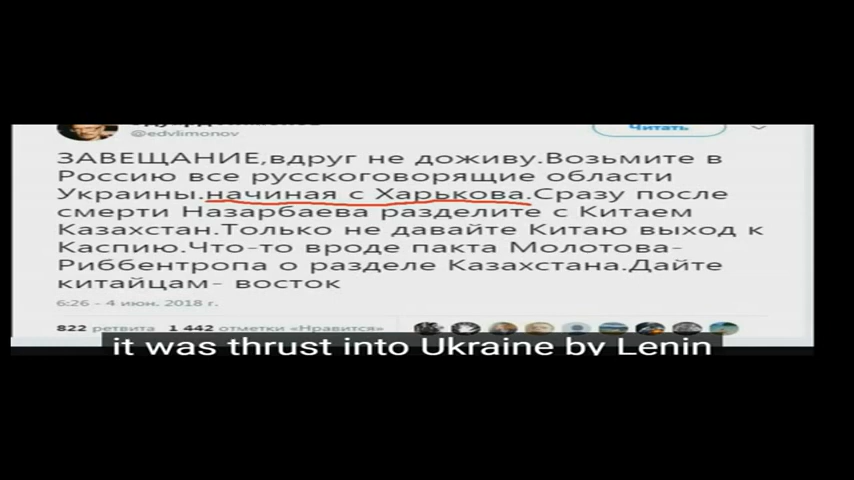 @edvlimonov
Читать
ЗАВЕЩАНИЕ,вдруг не доживу.Возьмите в
Россию все русскоговорящие области
Украины.начиная с Харькова.Сразу после
смерти Назарбаева разделите с Китаем
Казахстан.Только не давайте Китаю выход к
Каспию.Что-то вроде пакта Молотова-
Риббентропа о разделе Казахстана.Дайте
китайцам- восток
6:26 - 4 июн. 2018 г.
822 ретвита 1 442 отметки «Нравится»
it was thrust into Ukraine by Lenin